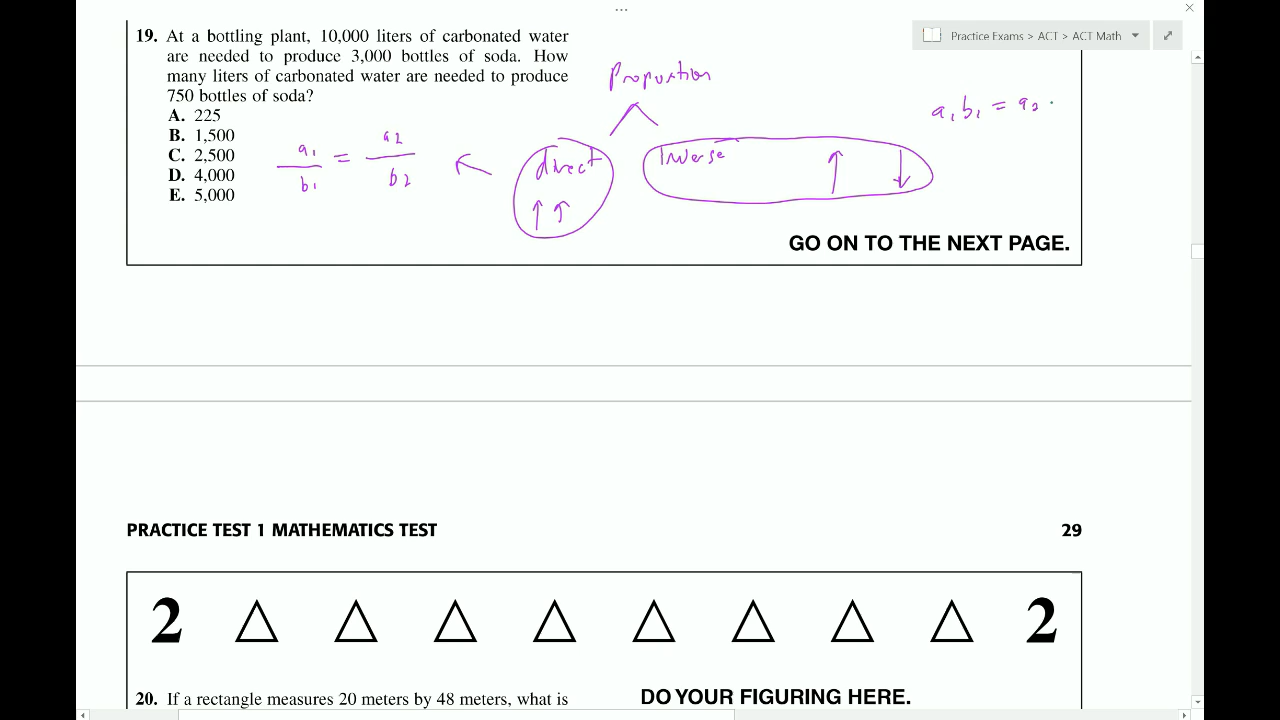 Practice Exams > ACT > ACT Math
19. At a bottling plant, 10,000 liters of carbonated water
are needed to produce 3,000 bottles of soda. How
many liters of carbonated water are needed to produce
750 bottles of soda?
A. 225
B. 1,500
C. 2,500
D. 4,000
E. 5,000
Proportion
a₁/b₁ = a₂/b₂
direct
↑ ↑
Inverse ↑ ↓
a₁ b₁ = a₂ ·
GO ON TO THE NEXT PAGE.
PRACTICE TEST 1 MATHEMATICS TEST 29
2 △ △ △ △ △ △ △ △ 2
20. If a rectangle measures 20 meters by 48 meters, what is
DO YOUR FIGURING HERE.